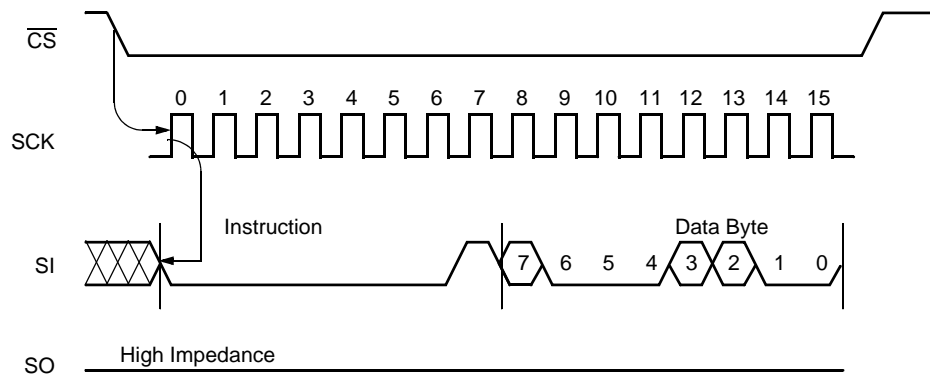 CS
0 1 2 3 4 5 6 7 8 9 10 11 12 13 14 15
SCK
Instruction
Data Byte
SI
7 6 5 4 3 2 1 0
High Impedance
SO